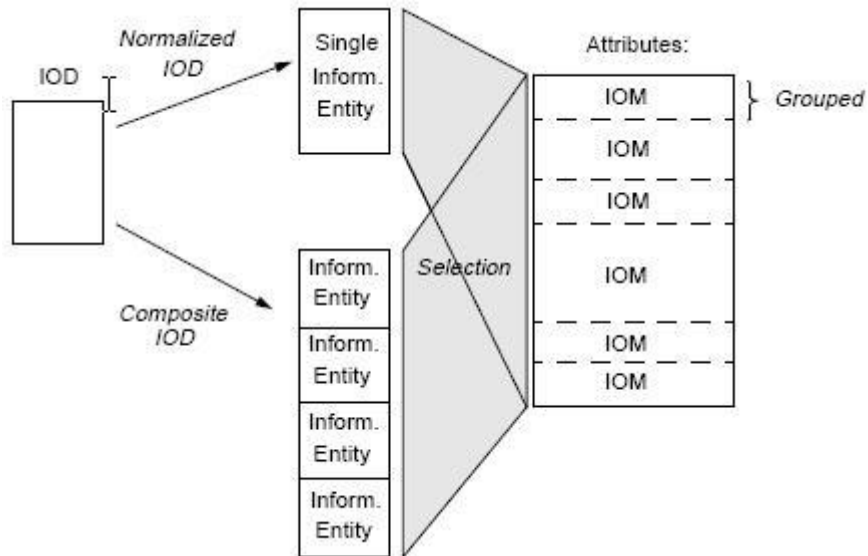 Normalized
IOD
IOD
Single
Inform.
Entity
Attributes:
IOM
Grouped
IOM
IOM
IOM
IOM
IOM
Selection
Composite
IOD
Inform.
Entity
Inform.
Entity
Inform.
Entity
Inform.
Entity